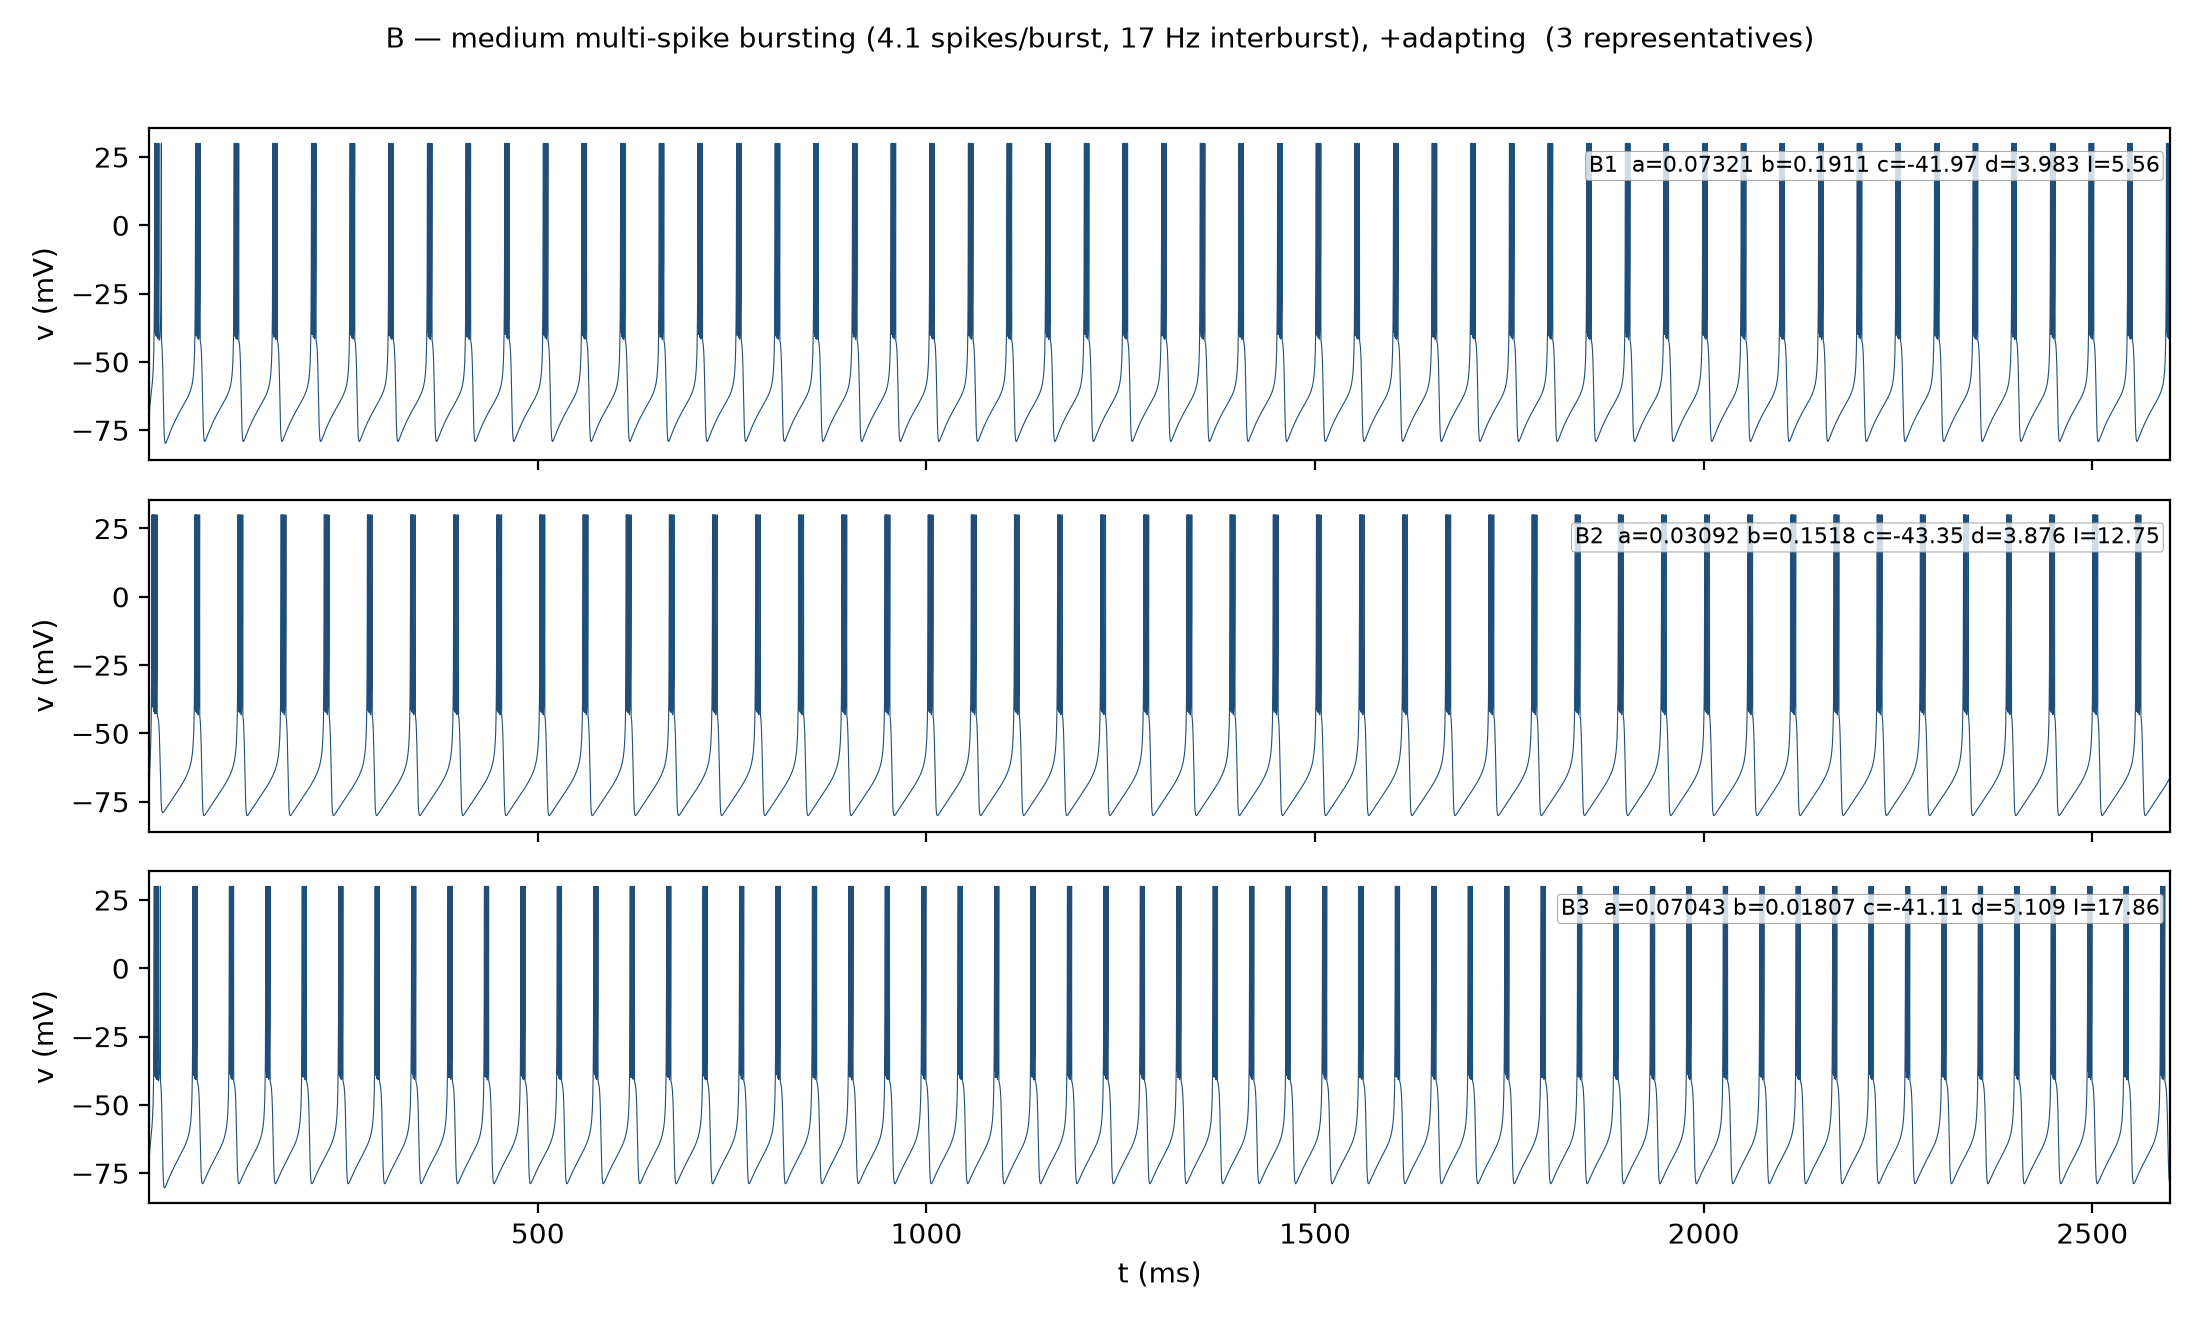 B — medium multi-spike bursting (4.1 spikes/burst, 17 Hz interburst), +adapting  (3 representatives)
25
0
−25
−50
−75
v (mV)
B1  a=0.07321 b=0.1911 c=-41.97 d=3.983 I=5.56
25
0
−25
−50
−75
v (mV)
B2  a=0.03092 b=0.1518 c=-43.35 d=3.876 I=12.75
25
0
−25
−50
−75
v (mV)
B3  a=0.07043 b=0.01807 c=-41.11 d=5.109 I=17.86
500 1000 1500 2000 2500
t (ms)